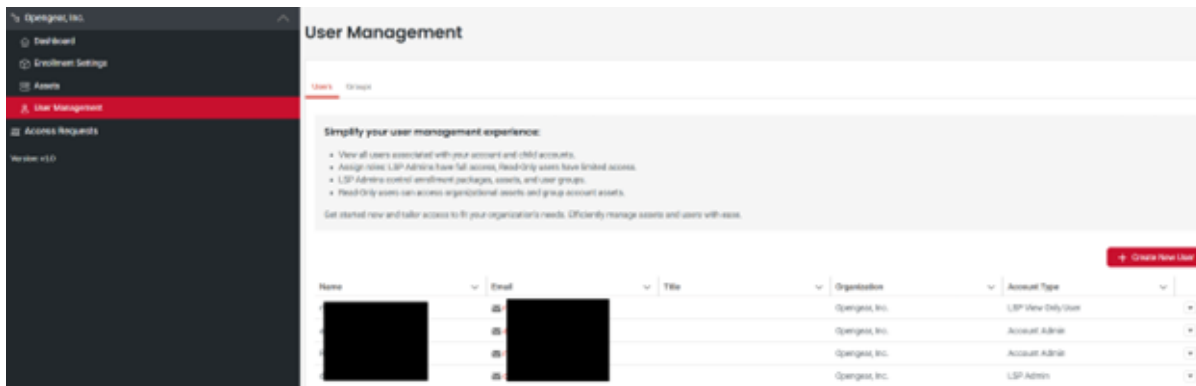 Opengear, Inc.
Dashboard
Enrollment Settings
Assets
User Management
Access Requests
Version: v1.0
User Management
Users Groups
Simplify your user management experience:
• View all users associated with your account and child accounts.
• Assign roles: LSP Admins have full access, Read-Only users have limited access.
• LSP Admins control enrollment packages, assets, and user groups.
• Read-Only users can access organizational assets and group account assets.
Get started now and tailor access to fit your organization's needs. Efficiently manage assets and users with ease.
+ Create New User
Name Email Title Organization Account Type
Opengear, Inc. LSP View Only User
Opengear, Inc. Account Admin
Opengear, Inc. Account Admin
Opengear, Inc. LSP Admin